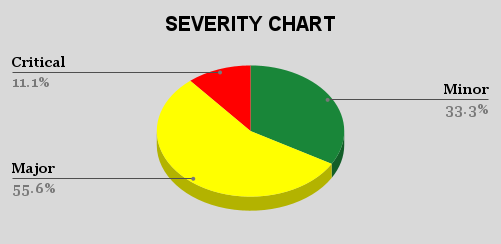 SEVERITY CHART
Critical
11.1%
Minor
33.3%
Major
55.6%